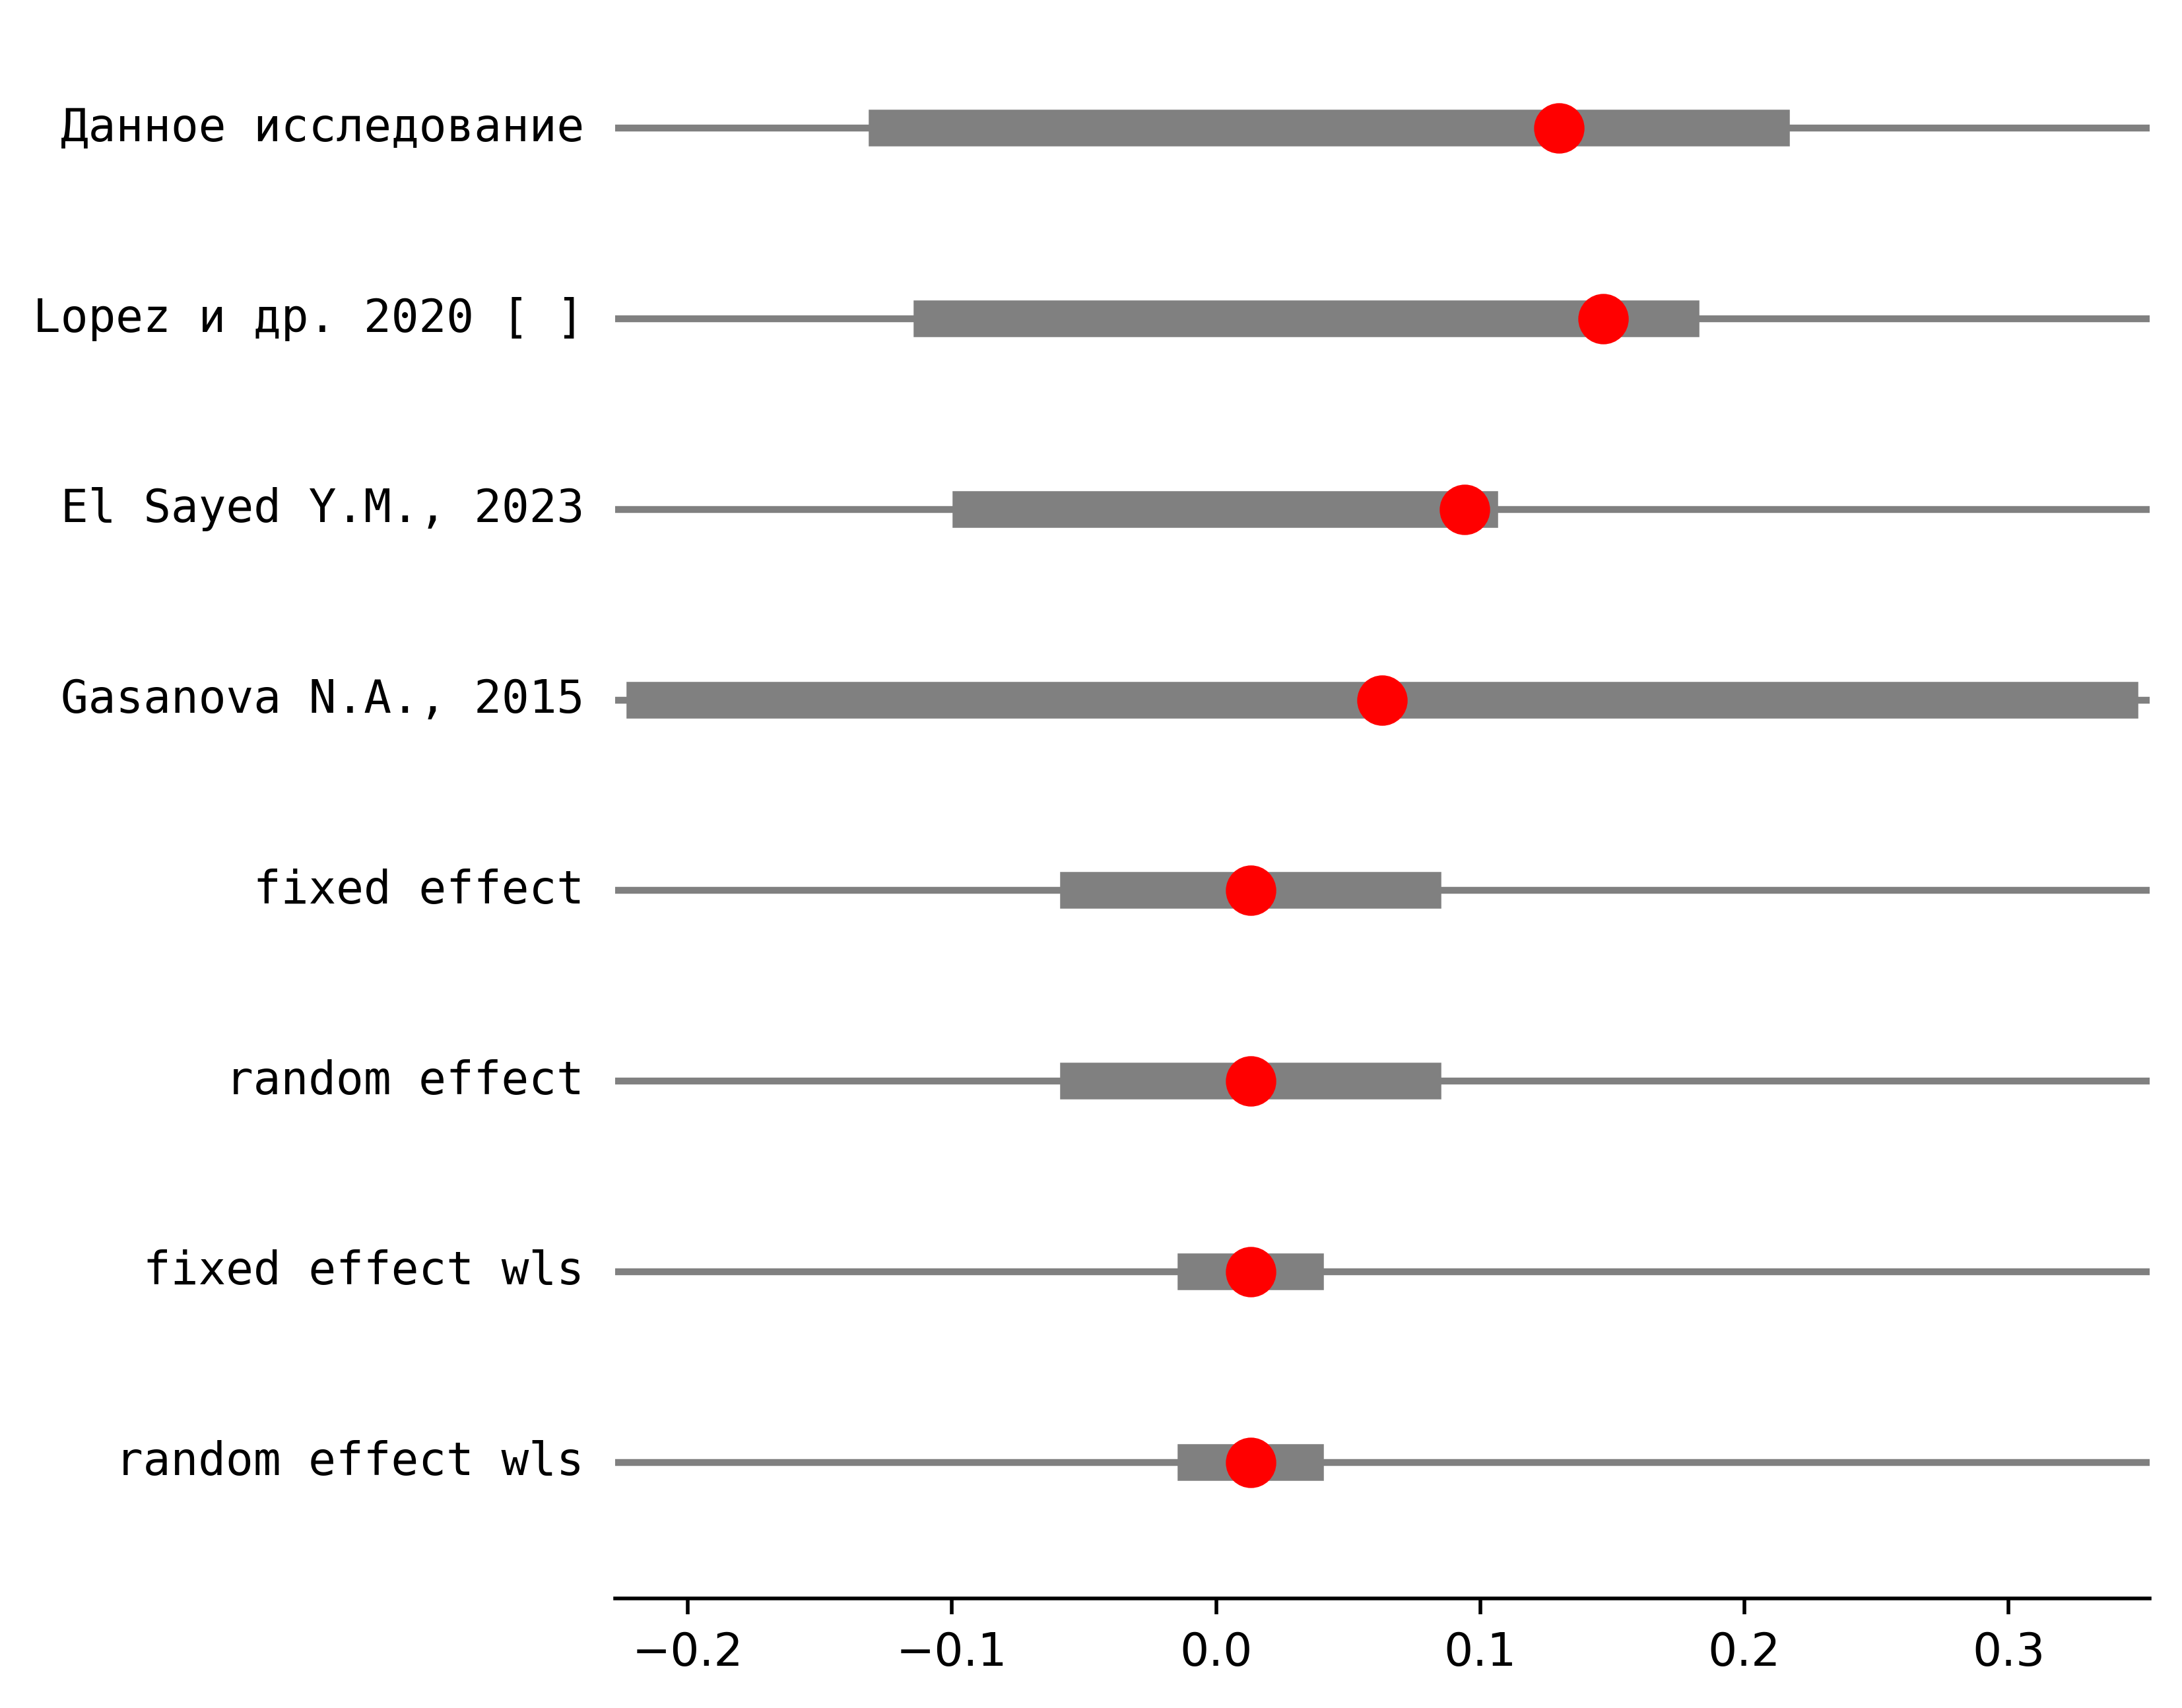 Данное исследование
Lopez и др. 2020 [ ]
El Sayed Y.M., 2023
Gasanova N.A., 2015
fixed effect
random effect
fixed effect wls
random effect wls
−0.2 −0.1 0.0 0.1 0.2 0.3